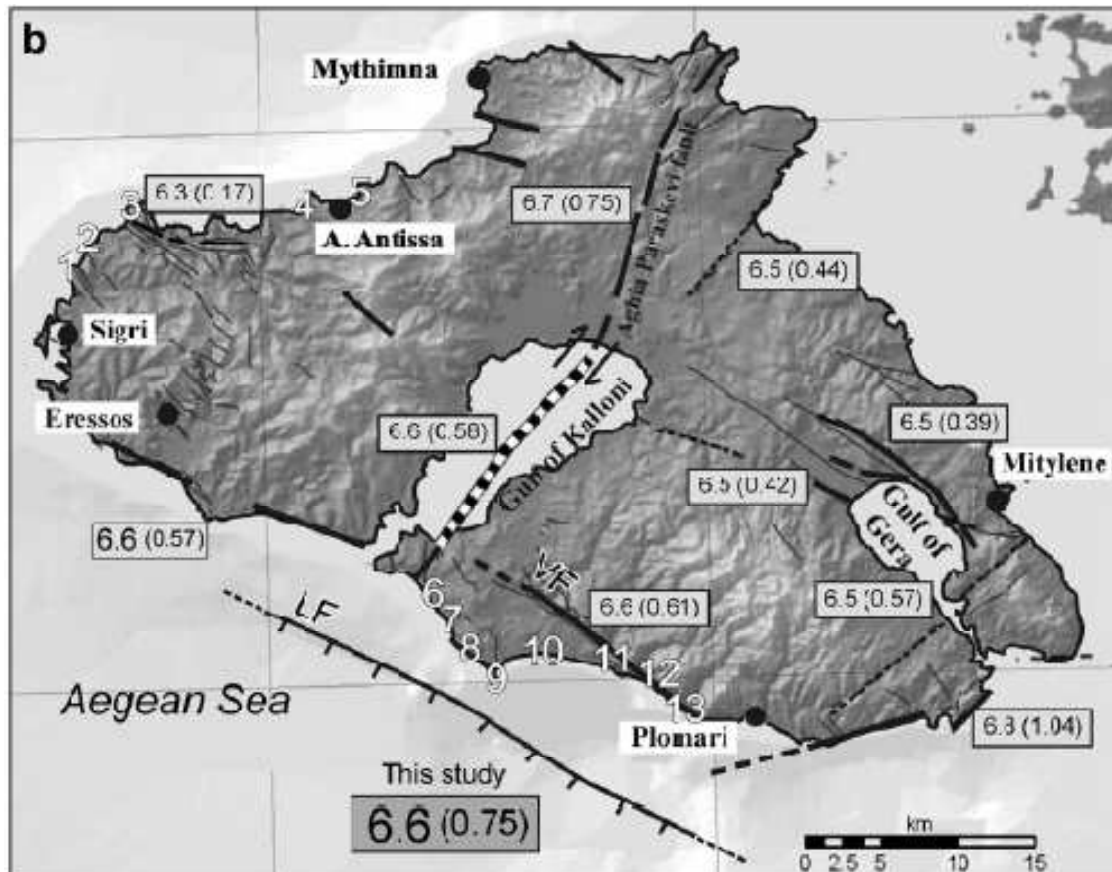 b
Mythimna
3
6.3 (0.17)
4
5
A. Antissa
6.7 (0.75)
Aghia Paraskevi fault
2
1
6.5 (0.44)
Sigri
Eressos
6.6 (0.58)
Gulf of Kalloni
6.5 (0.39)
Mitylene
6.5 (0.42)
Gulf of
Gera
6.6 (0.57)
VF
6.6 (0.61)
6.5 (0.57)
LF
6
7
8
9
10
11
12
13
Aegean Sea
Plomari
6.8 (1.04)
This study
6.6 (0.75)
km
0 2.5 5 10 15